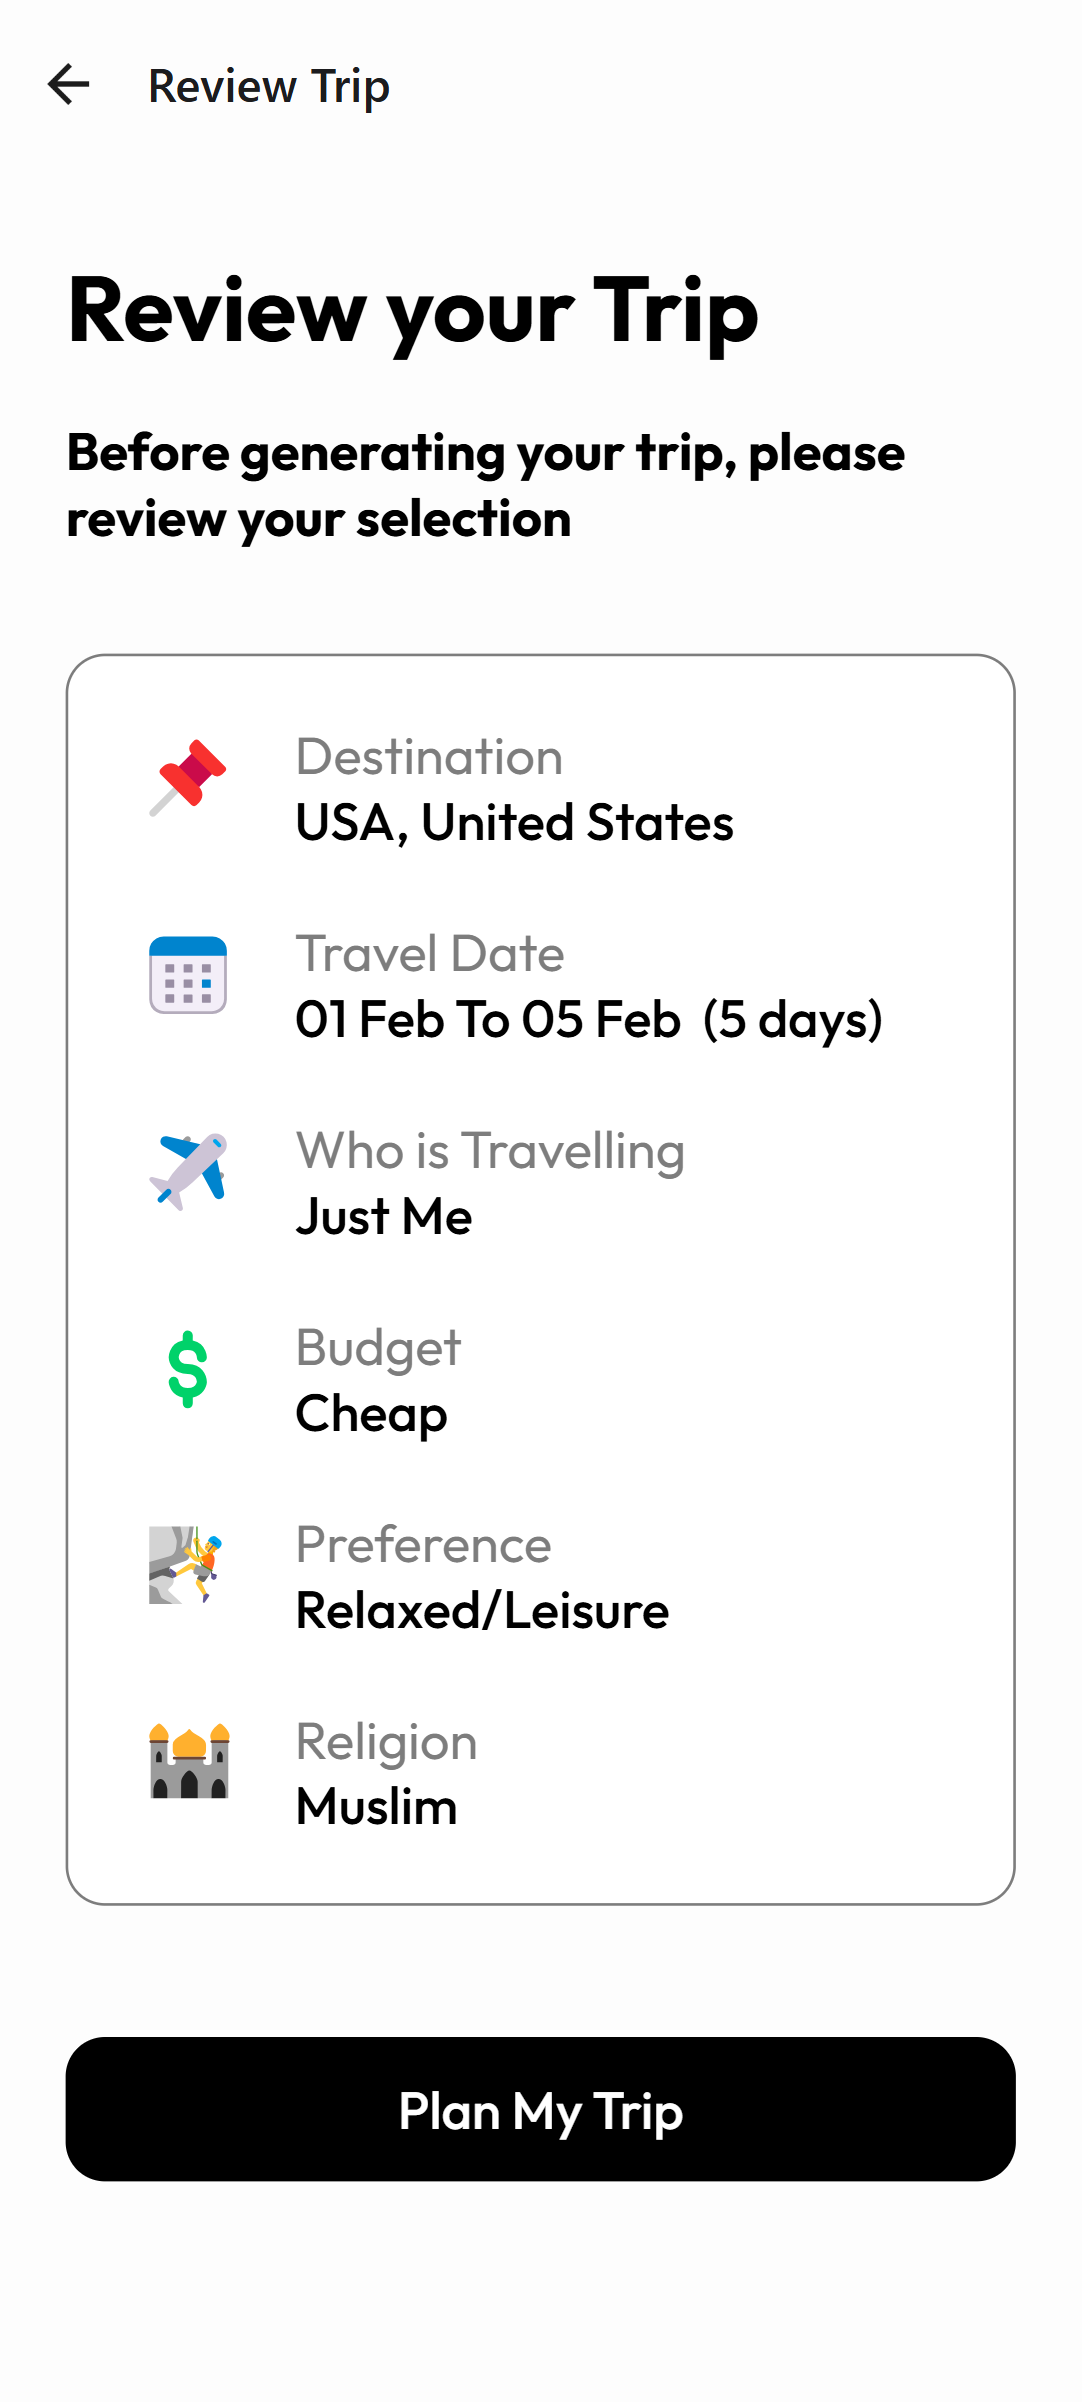 Review Trip
Review your Trip
Before generating your trip, please
review your selection
Destination
USA, United States
Travel Date
01 Feb To 05 Feb  (5 days)
Who is Travelling
Just Me
Budget
Cheap
Preference
Relaxed/Leisure
Religion
Muslim
Plan My Trip